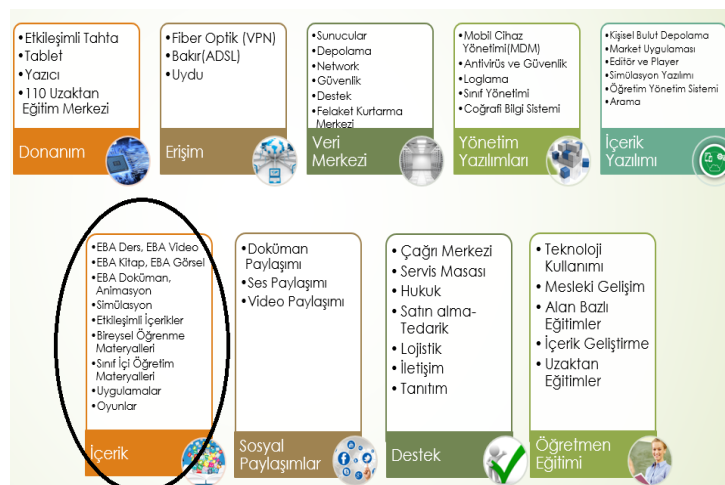 •Etkileşimli Tahta
•Tablet
•Yazıcı
•110 Uzaktan
Eğitim Merkezi
Donanım
•Fiber Optik (VPN)
•Bakır(ADSL)
•Uydu
Erişim
•Sunucular
•Depolama
•Network
•Güvenlik
•Destek
•Felaket Kurtarma
Merkezi
Veri
Merkezi
•Mobil Cihaz
Yönetimi(MDM)
•Antivirüs ve Güvenlik
•Loglama
•Sınıf Yönetimi
•Coğrafi Bilgi Sistemi
Yönetim
Yazılımları
•Kişisel Bulut Depolama
•Market Uygulaması
•Editör ve Player
•Simülasyon Yazılımı
•Öğretim Yönetim Sistemi
•Arama
İçerik
Yazılımı
•EBA Ders, EBA Video
•EBA Kitap, EBA Görsel
•EBA Doküman,
Animasyon
•Simülasyon
•Etkileşimli İçerikler
•Bireysel Öğrenme
Materyalleri
•Sınıf İçi Öğretim
Materyalleri
•Uygulamalar
•Oyunlar
İçerik
•Doküman
Paylaşımı
•Ses Paylaşımı
•Video Paylaşımı
Sosyal
Paylaşımlar
•Çağrı Merkezi
•Servis Masası
•Hukuk
•Satın alma-
Tedarik
•Lojistik
•İletişim
•Tanıtım
Destek
•Teknoloji
Kullanımı
•Mesleki Gelişim
•Alan Bazlı
Eğitimler
•İçerik Geliştirme
•Uzaktan
Eğitimler
Öğretmen
Eğitimi